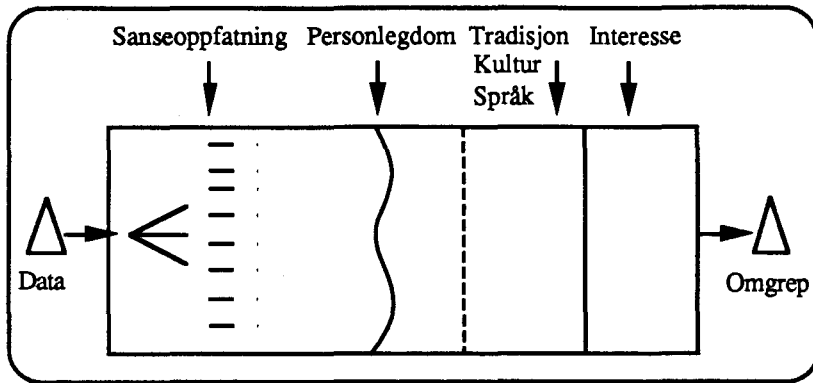 Sanseoppfatning Personlegdom Tradisjon Interesse
Kultur
Språk
Data
Omgrep